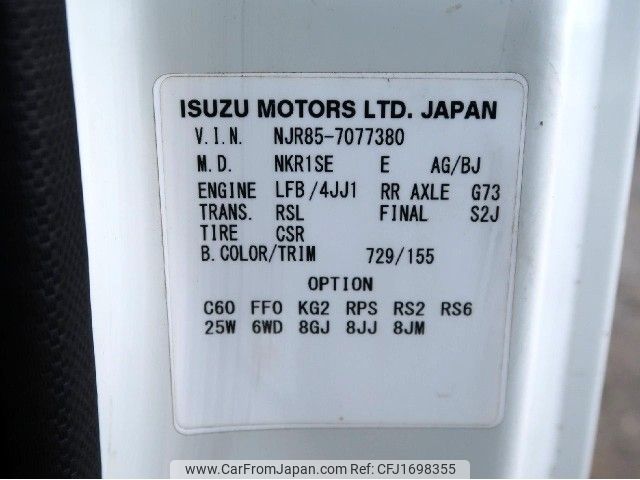 ISUZU MOTORS LTD. JAPAN
V.I.N. NJR85-7077380
M.D. NKR1SE E AG/BJ
ENGINE LFB/4JJ1 RR AXLE G73
TRANS. RSL FINAL S2J
TIRE CSR
B.COLOR/TRIM 729/155
OPTION
C60 FF0 KG2 RPS RS2 RS6
25W 6WD 8GJ 8JJ 8JM
www.CarFromJapan.com - CFJ1698355